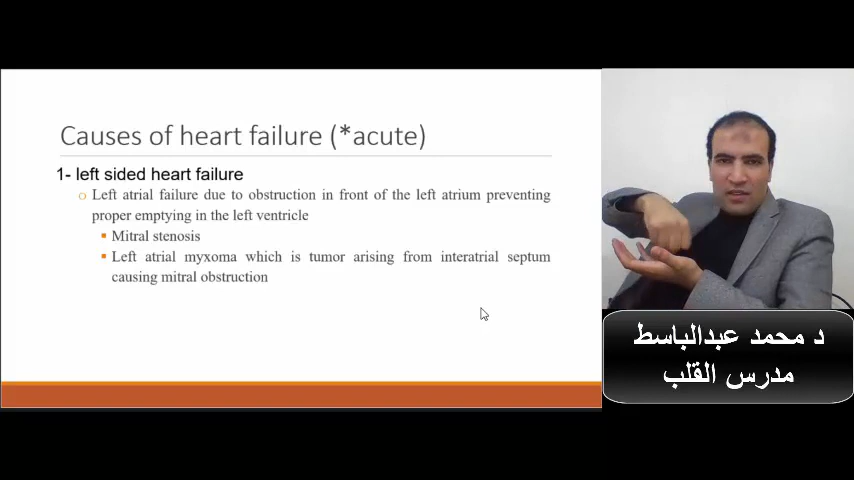 Causes of heart failure (*acute)
1- left sided heart failure
Left atrial failure due to obstruction in front of the left atrium preventing
proper emptying in the left ventricle
Mitral stenosis
Left atrial myxoma which is tumor arising from interatrial septum
causing mitral obstruction
د محمد عبدالباسط
مدرس القلب